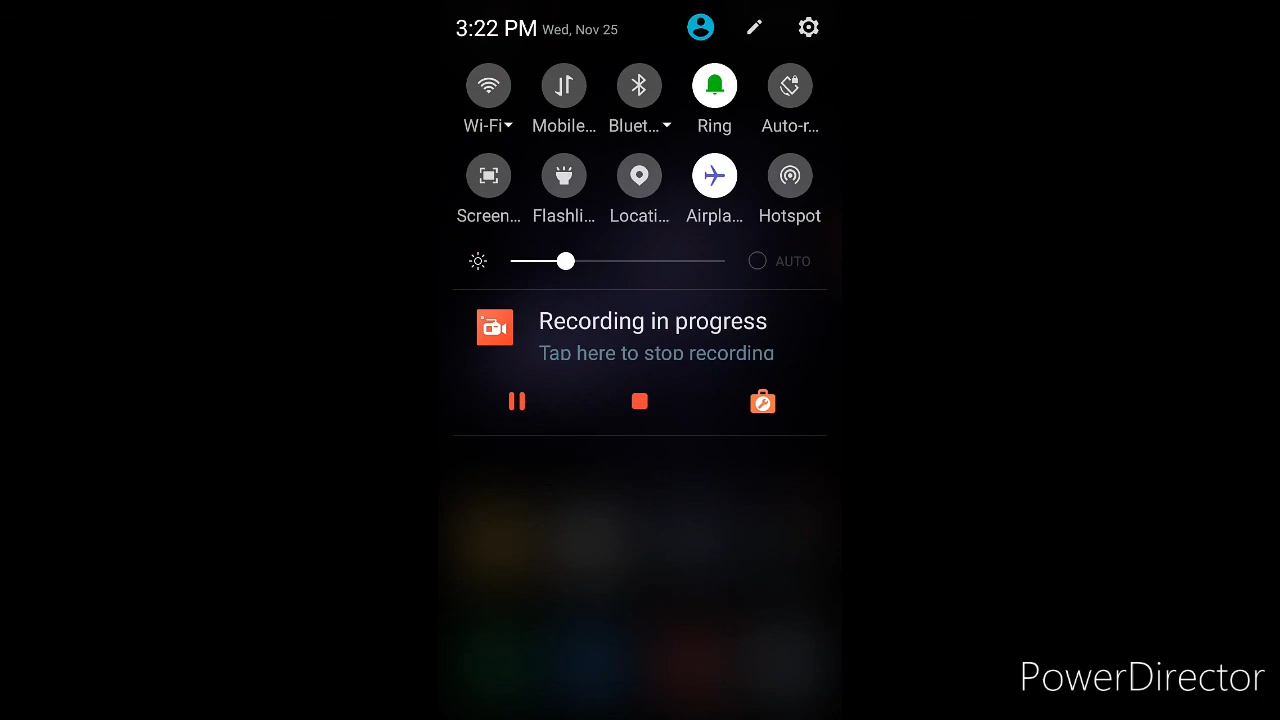 3:22 PM Wed, Nov 25
Wi-Fi Mobile... Bluet... Ring Auto-r...
Screen... Flashli... Locati... Airpla... Hotspot
AUTO
Recording in progress
Tap here to stop recording
PowerDirector